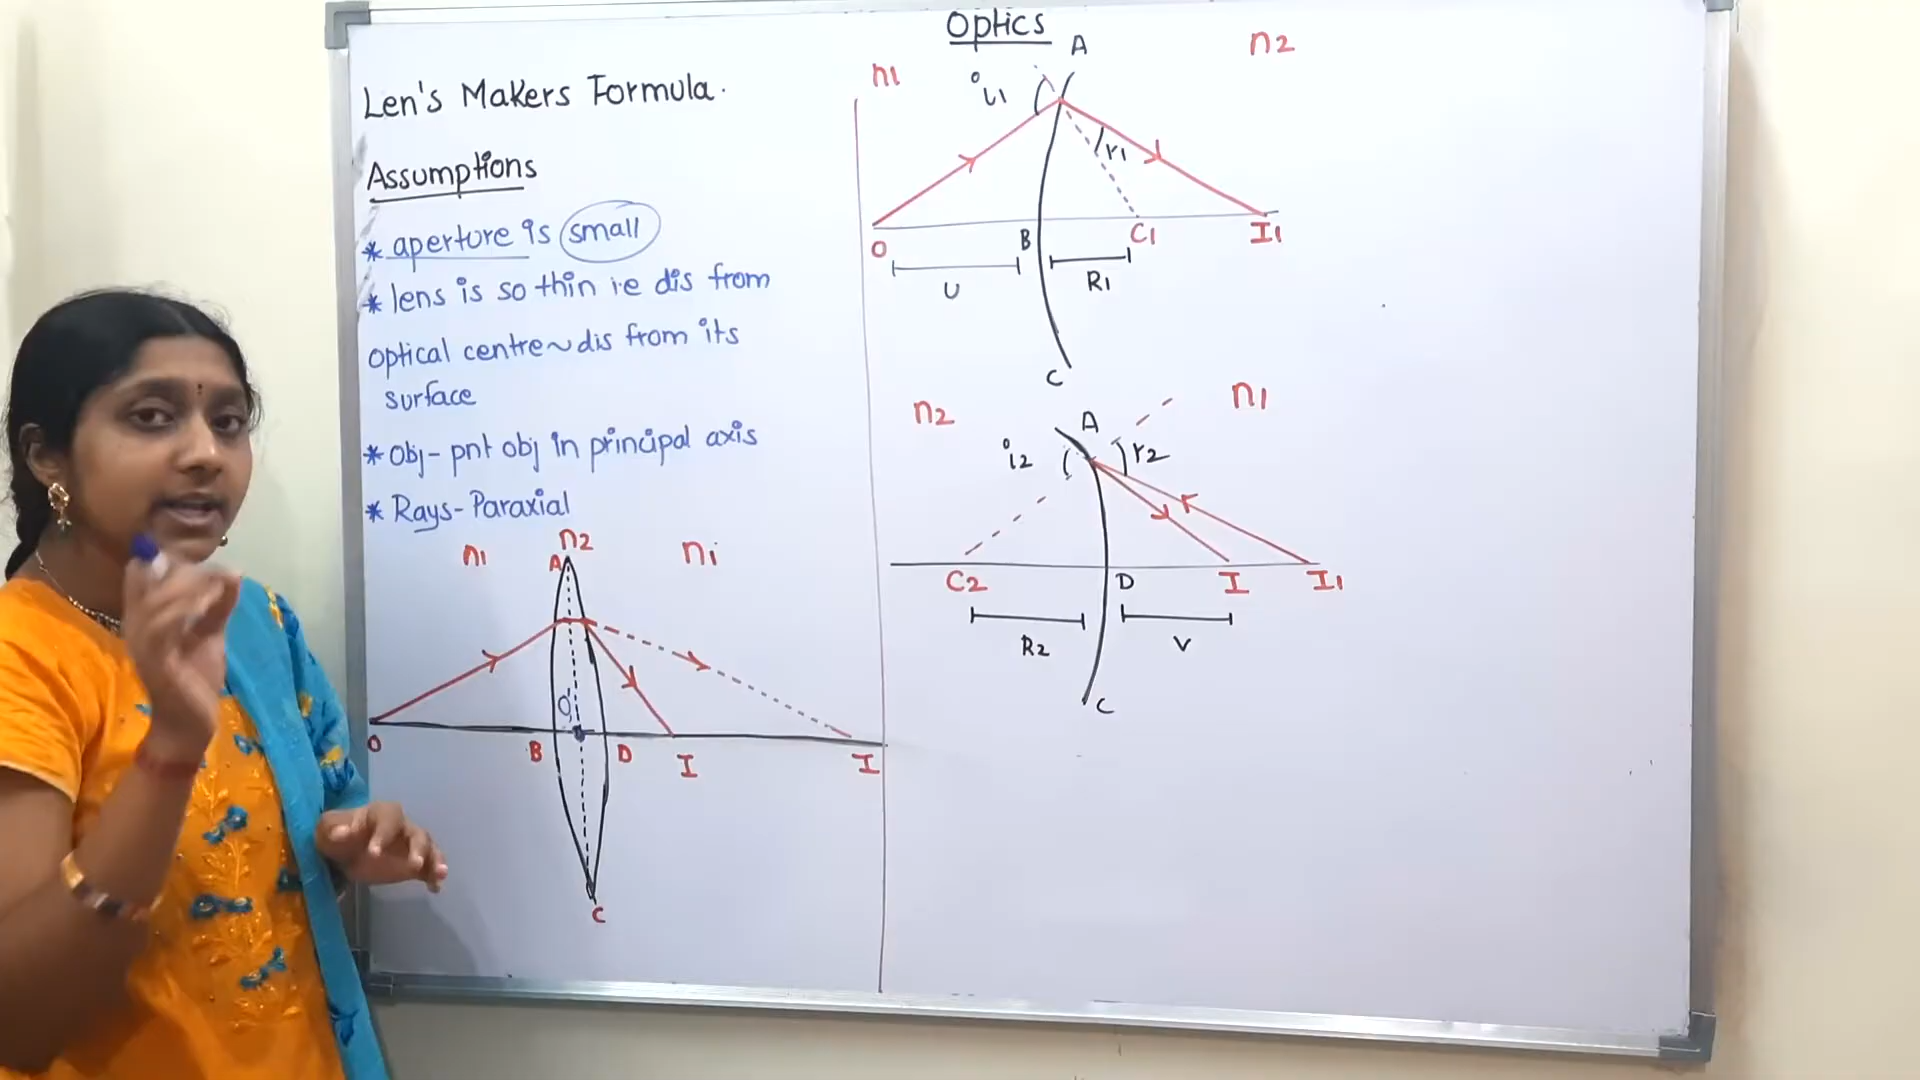 Optics
Len's Makers Formula.
Assumptions
* aperture is small
* lens is so thin i.e dis from
optical centre~dis from its
surface
* obj- pnt obj in principal axis
* Rays- Paraxial
n1 n2 n1
A
O'
O B D I I
C
n1 A n2
i1
r1
O B C1 I1
U R1
C
n2 A n1
i2 r2
C2 D I I1
R2 V
C